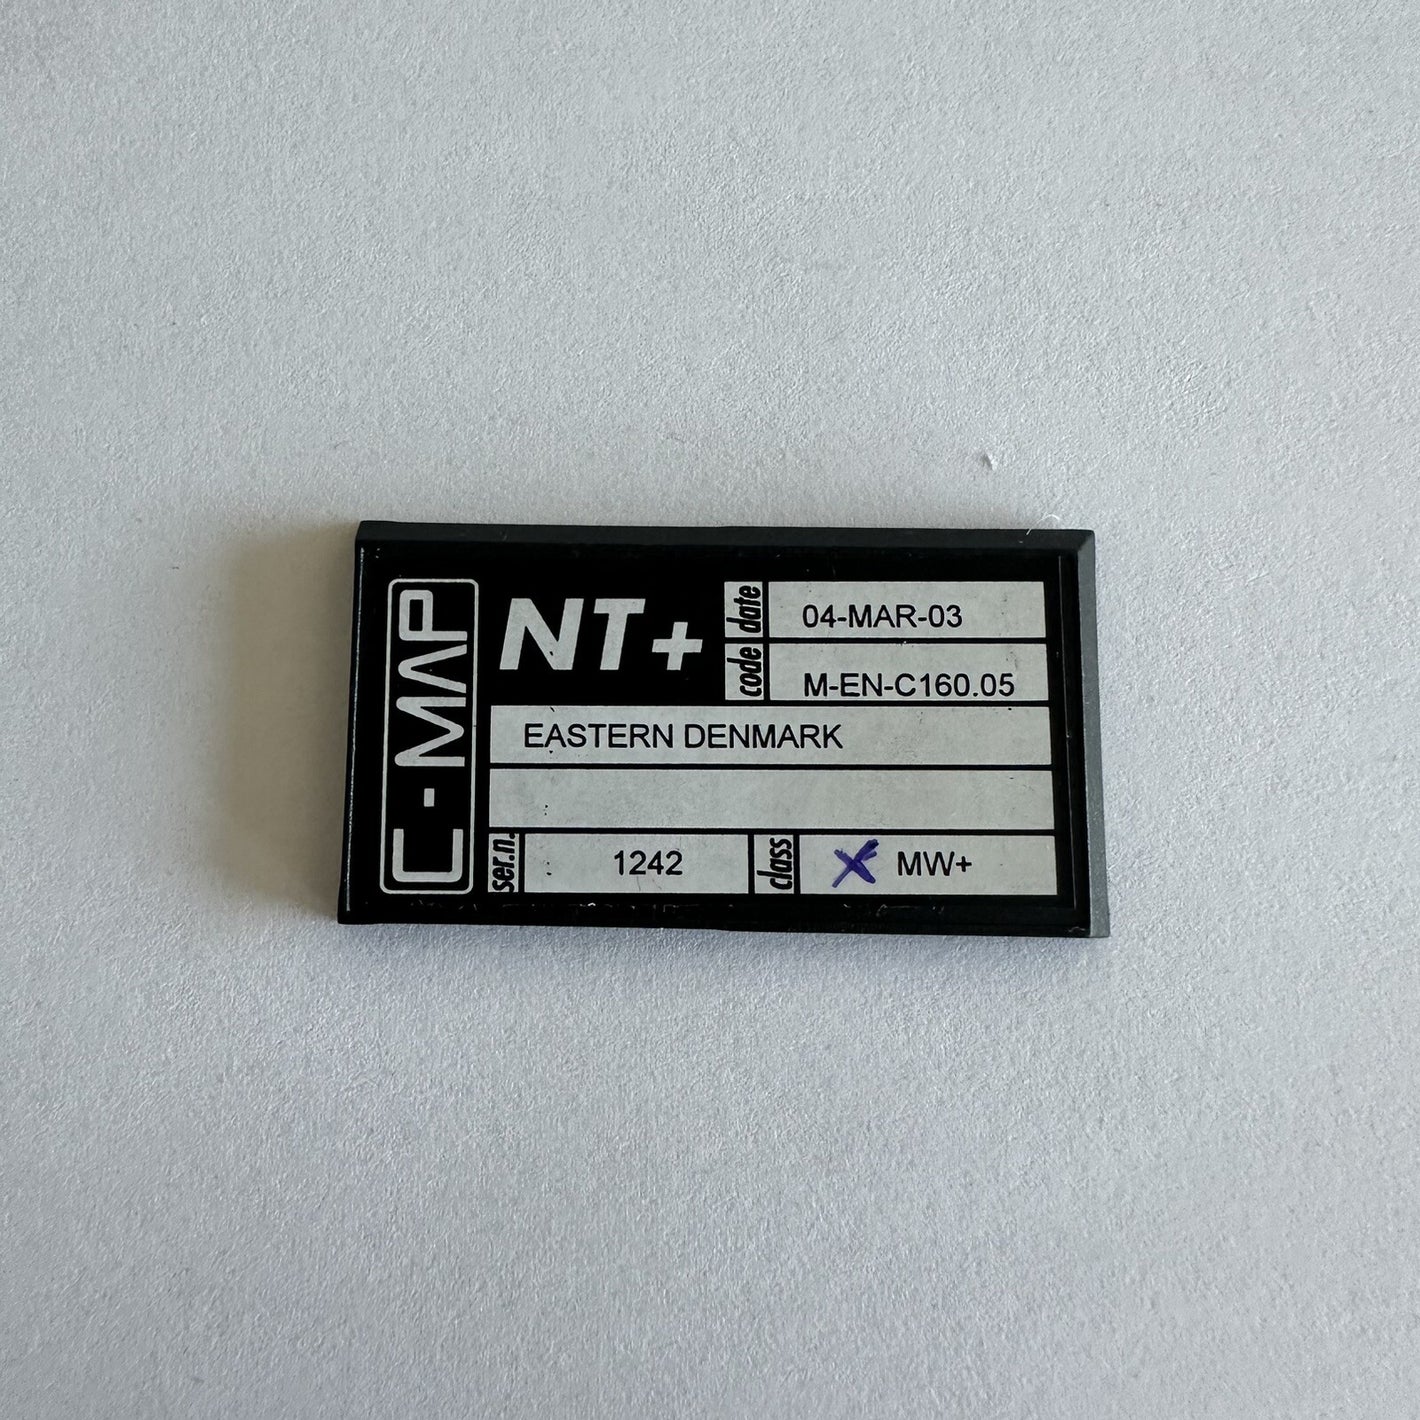 C-MAP
NT+
date 04-MAR-03
code M-EN-C160.05
EASTERN DENMARK
ser.n. 1242 class X MW+